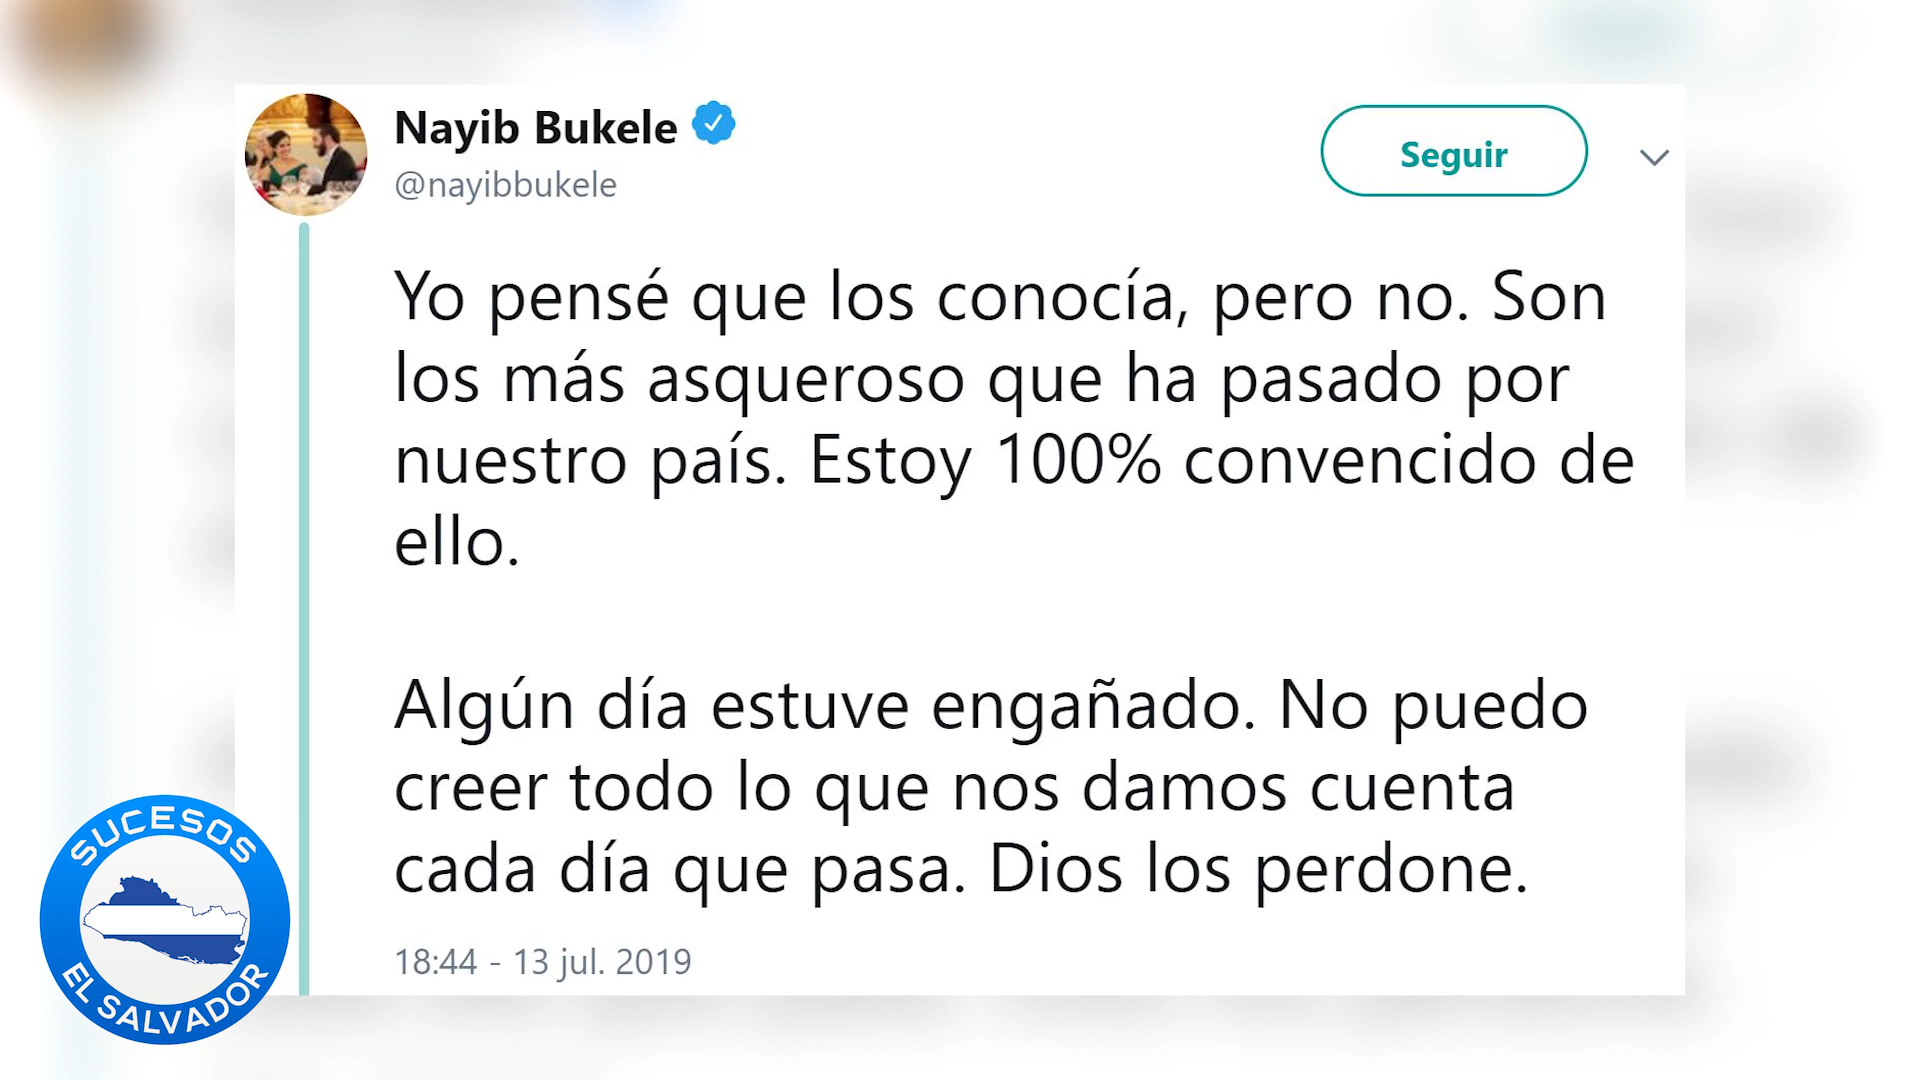 Nayib Bukele
@nayibbukele
Seguir
Yo pensé que los conocía, pero no. Son
los más asqueroso que ha pasado por
nuestro país. Estoy 100% convencido de
ello.
Algún día estuve engañado. No puedo
creer todo lo que nos damos cuenta
cada día que pasa. Dios los perdone.
18:44 - 13 jul. 2019
SUCESOS
EL SALVADOR